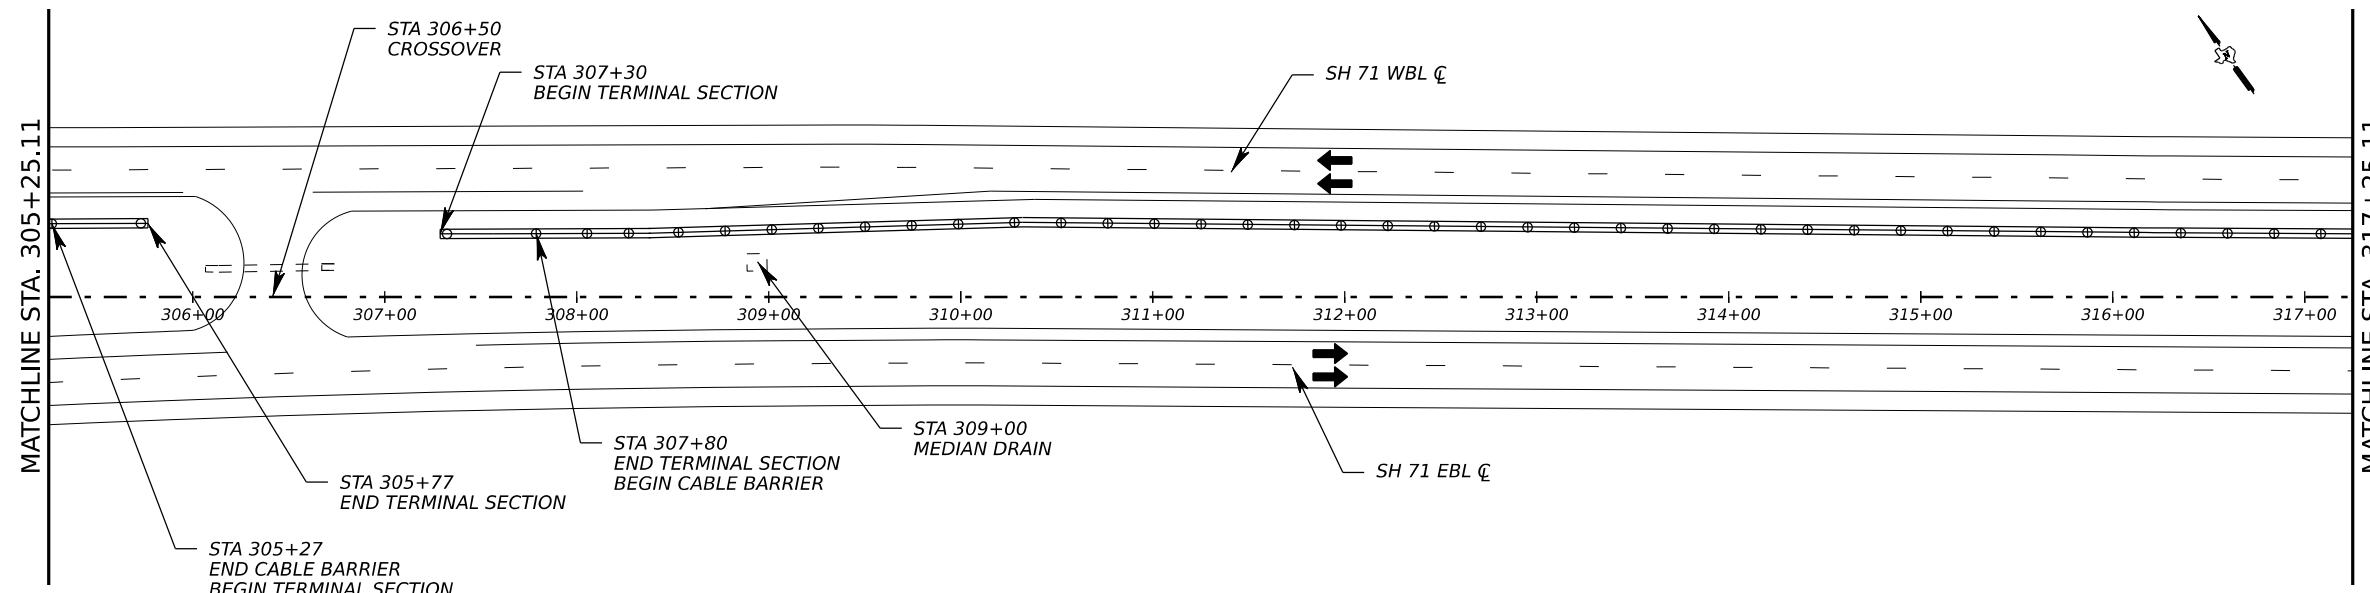 STA 306+50
CROSSOVER
STA 307+30
BEGIN TERMINAL SECTION
SH 71 WBL ℄
MATCHLINE STA. 305+25.11
306+00
307+00
308+00
309+00
310+00
311+00
312+00
313+00
314+00
315+00
316+00
317+00
STA 309+00
MEDIAN DRAIN
STA 307+80
END TERMINAL SECTION
BEGIN CABLE BARRIER
SH 71 EBL ℄
STA 305+77
END TERMINAL SECTION
STA 305+27
END CABLE BARRIER
BEGIN TERMINAL SECTION